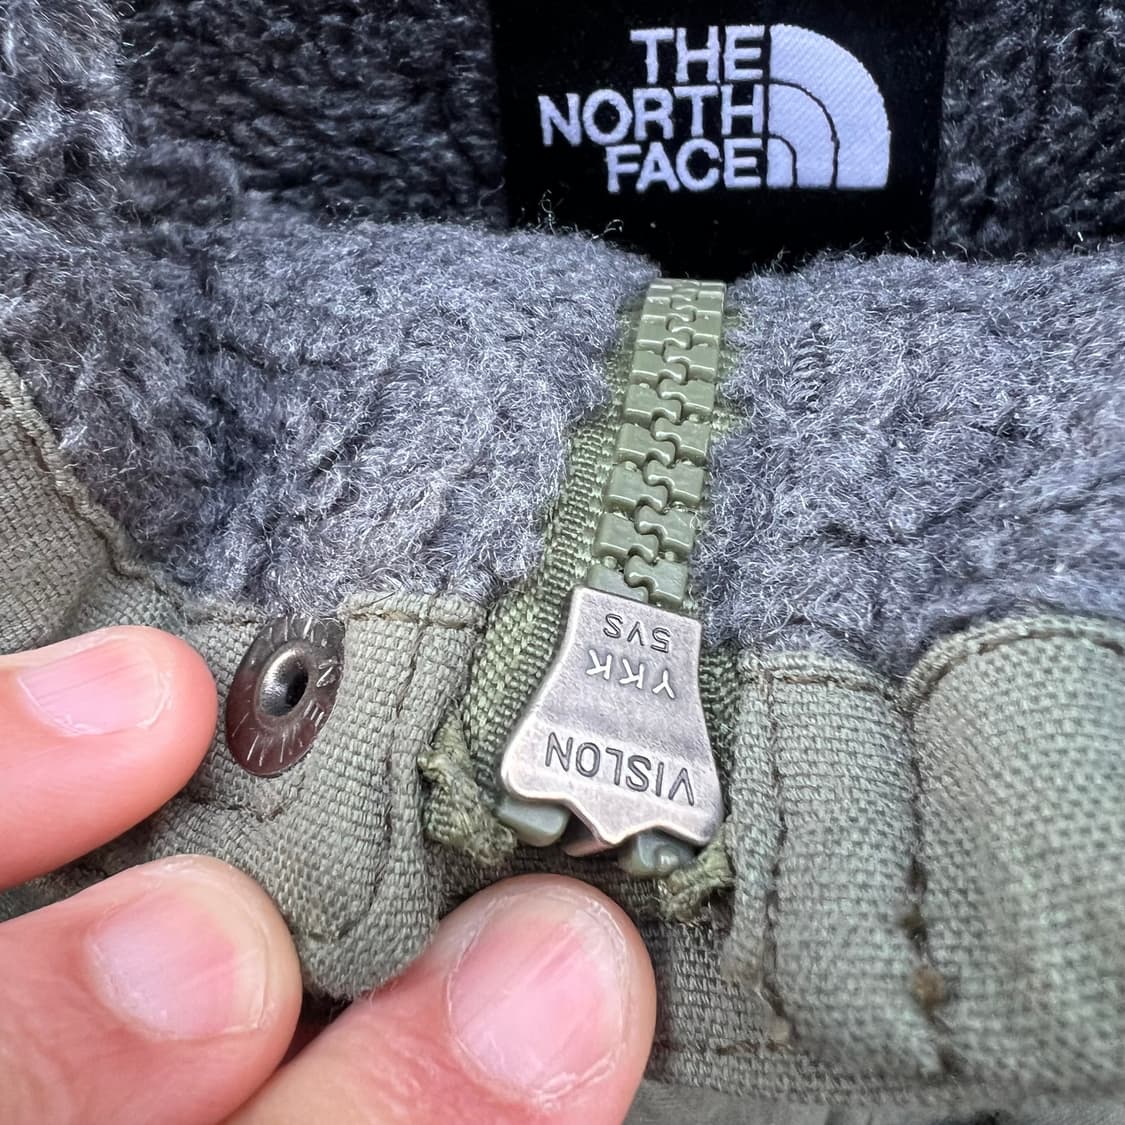 THE
NORTH
FACE
5VS
YKK
VISLON